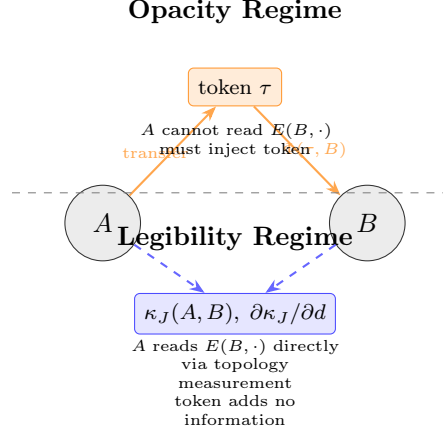 Opacity Regime
token τ
A cannot read E(B, ·)
must inject token
transfer
, B)
A
B
Legibility Regime
κ_J(A, B), ∂κ_J/∂d
A reads E(B, ·) directly
via topology
measurement
token adds no
information